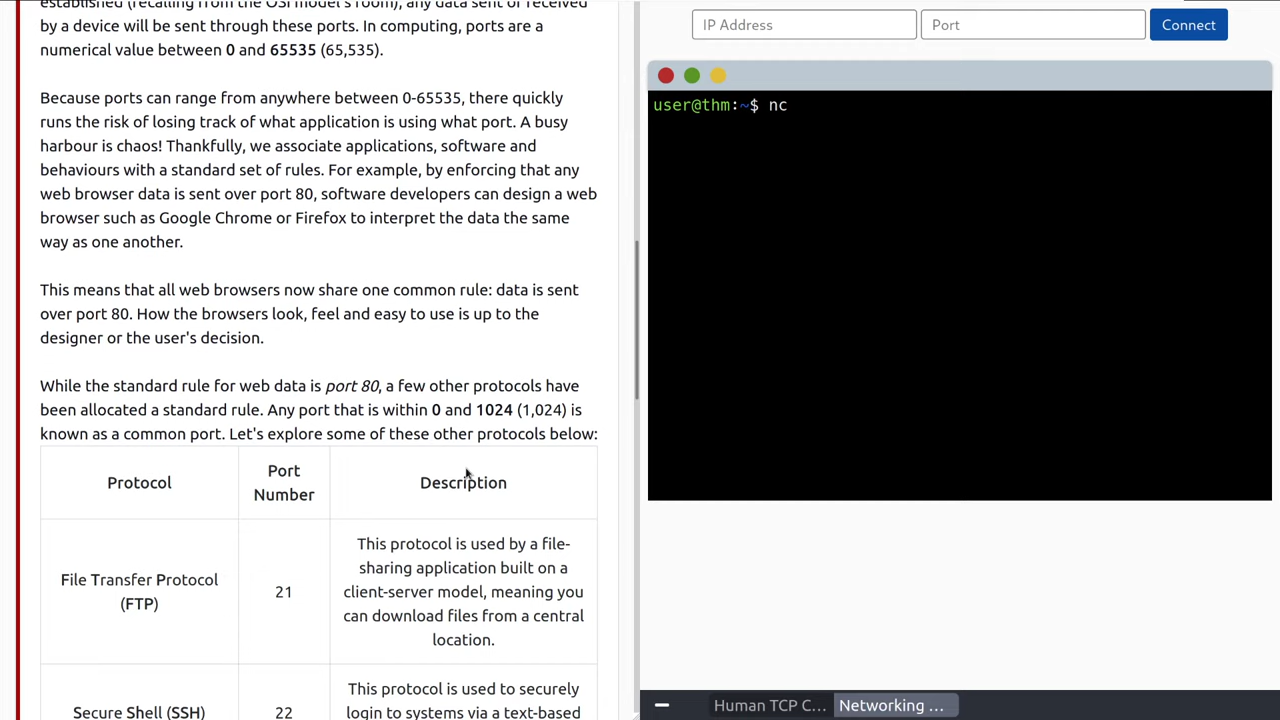 established (recalling from the OSI model's room), any data sent or received
by a device will be sent through these ports. In computing, ports are a
numerical value between 0 and 65535 (65,535).
Because ports can range from anywhere between 0-65535, there quickly
runs the risk of losing track of what application is using what port. A busy
harbour is chaos! Thankfully, we associate applications, software and
behaviours with a standard set of rules. For example, by enforcing that any
web browser data is sent over port 80, software developers can design a web
browser such as Google Chrome or Firefox to interpret the data the same
way as one another.
This means that all web browsers now share one common rule: data is sent
over port 80. How the browsers look, feel and easy to use is up to the
designer or the user's decision.
While the standard rule for web data is port 80, a few other protocols have
been allocated a standard rule. Any port that is within 0 and 1024 (1,024) is
known as a common port. Let's explore some of these other protocols below:
Protocol
Port
Number
Description
File Transfer Protocol
(FTP)
21
This protocol is used by a file-
sharing application built on a
client-server model, meaning you
can download files from a central
location.
Secure Shell (SSH)
22
This protocol is used to securely
login to systems via a text-based
IP Address
Port
Connect
user@thm:~$ nc
Human TCP C...
Networking ...